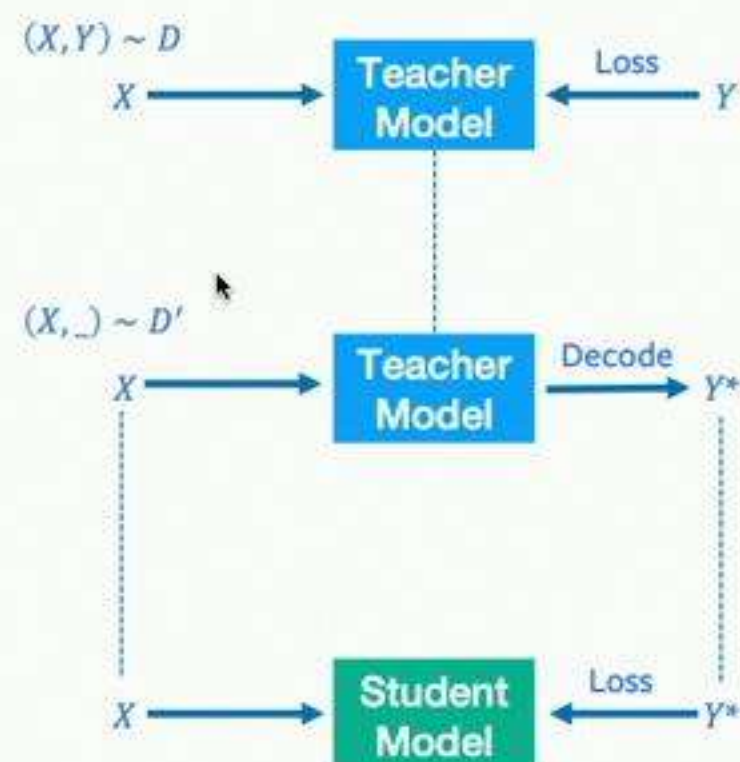 (X,Y) ~ D
X
Teacher
Model
Loss
Y
(X,_) ~ D'
X
Teacher
Model
Decode
Y*
X
Student
Model
Loss
Y*